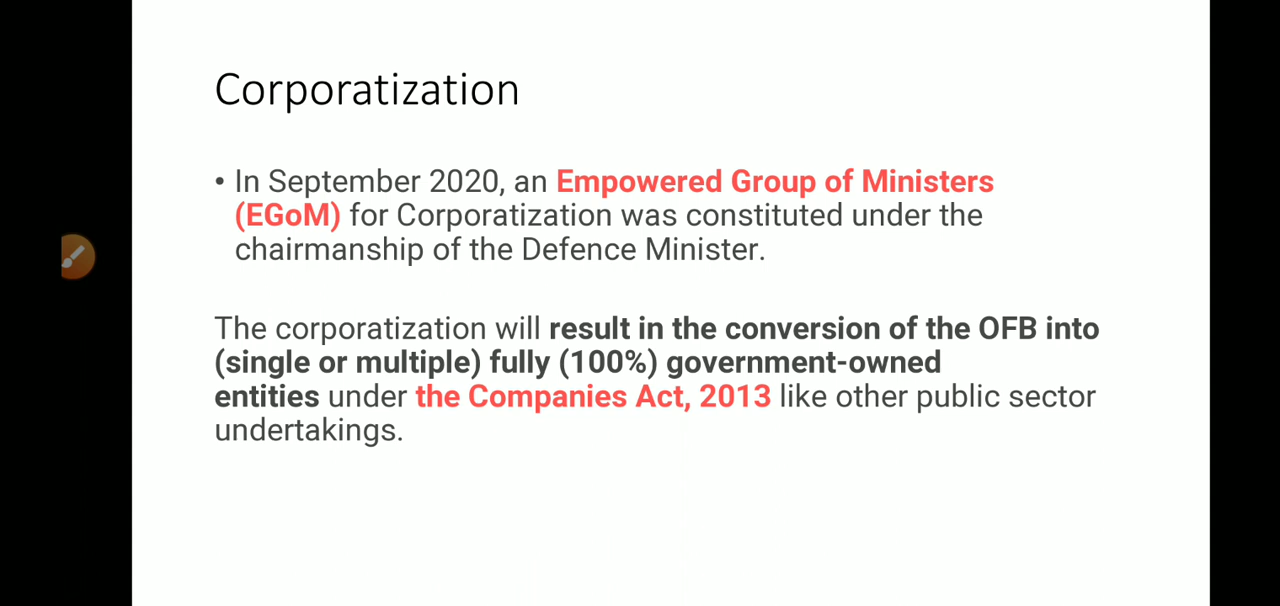 Corporatization
• In September 2020, an Empowered Group of Ministers
(EGoM) for Corporatization was constituted under the
chairmanship of the Defence Minister.
The corporatization will result in the conversion of the OFB into
(single or multiple) fully (100%) government-owned
entities under the Companies Act, 2013 like other public sector
undertakings.